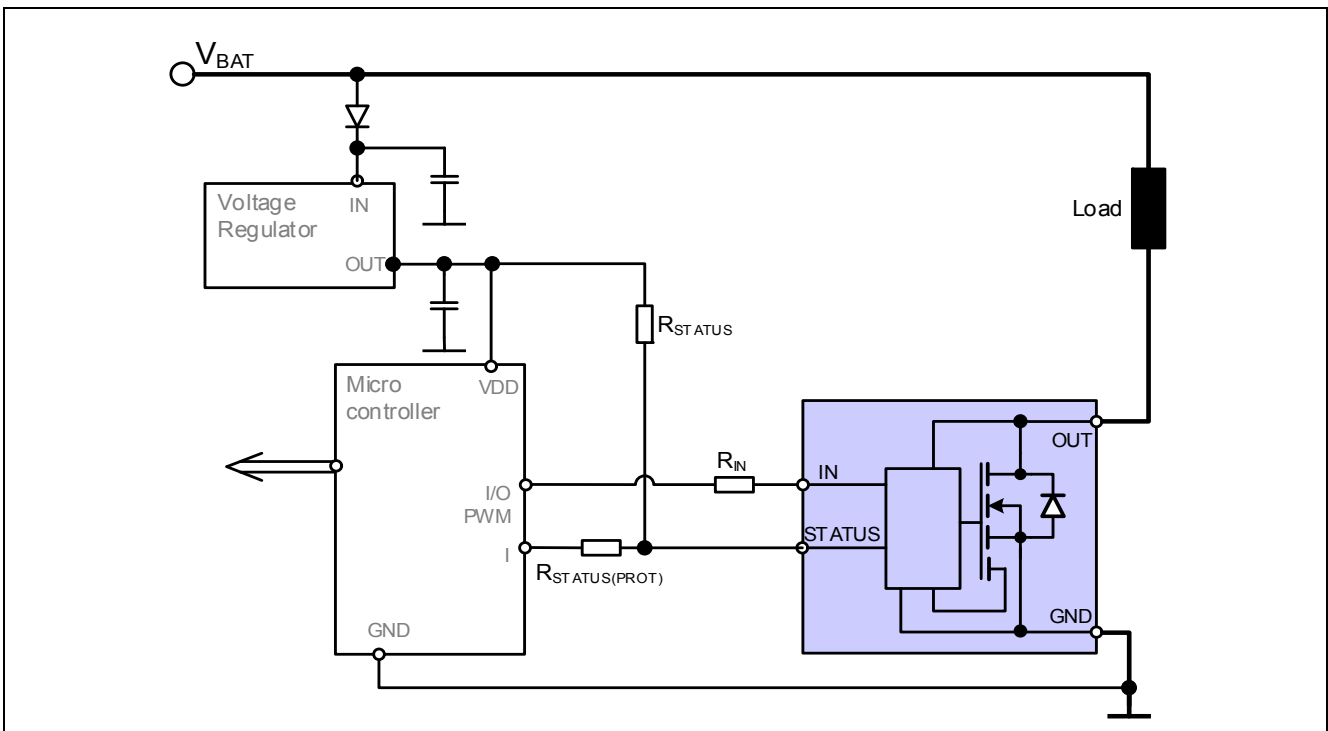 VBAT
Voltage
Regulator
IN
OUT
Load
RSTATUS
Micro
controller
VDD
OUT
RIN
IN
I/O
PWM
STATUS
I
RSTATUS(PROT)
GND
GND